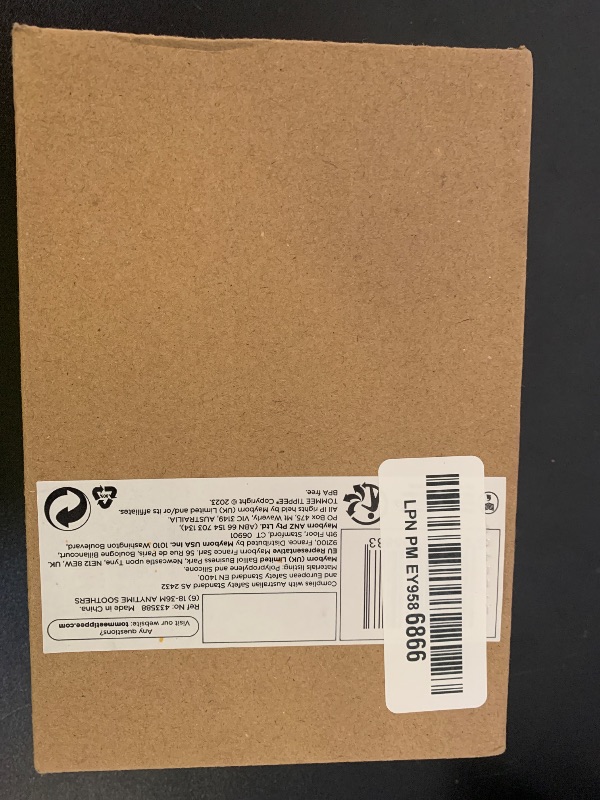 Any questions?
Visit our website: tommeetippee.com
Ref No: 433588 Made in China.
(6) 18-36M ANYTIME SOOTHERS
Complies with Australian Safety Standard AS 2432
and European Safety Standard EN 1400.
Materials listing: Polypropylene and Silicone.
Mayborn (UK) Limited Balliol Business Park, Newcastle upon Tyne, NE12 8EW, UK.
EU Representative Mayborn France Sarl, 56 Rue de Paris, Boulogne Billancourt,
92100, France. Distributed by Mayborn USA Inc. 1010 Washington Boulevard,
9th Floor, Stamford, CT, 06901
Mayborn ANZ Pty Ltd, (ABN 66 154 703 134),
PO Box 475, Mt Waverly, VIC 3149, AUSTRALIA.
All IP rights held by Mayborn (UK) Limited and/or its affiliates.
TOMMEE TIPPEE® Copyright © 2023.
BPA free.
LPN PM EY9586866